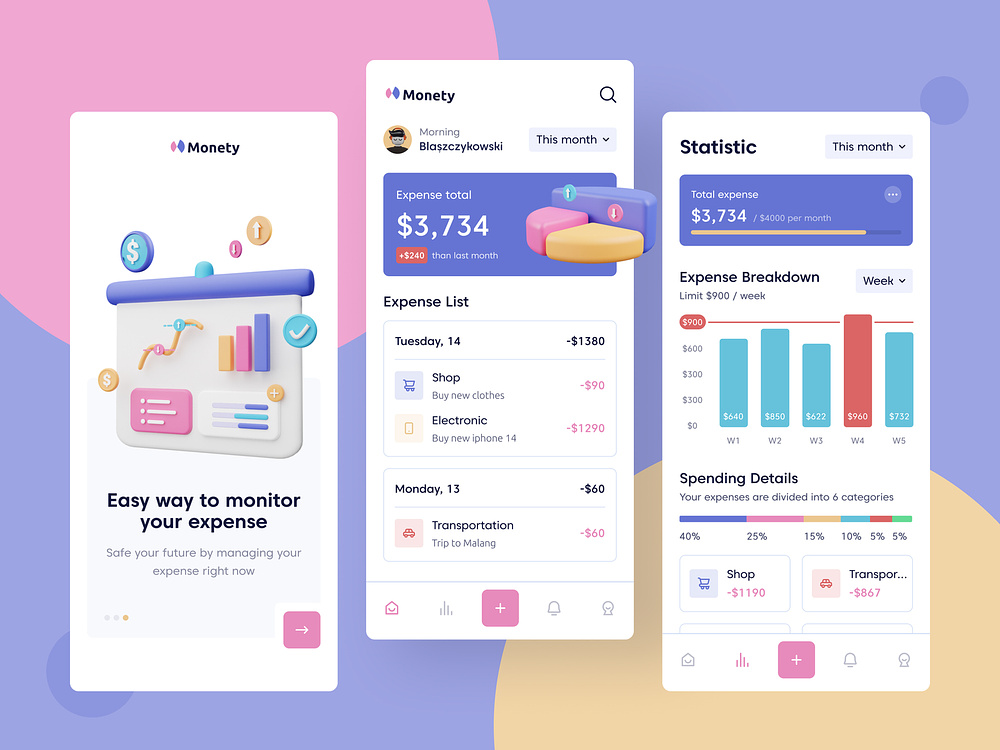 Monety
Easy way to monitor
your expense
Safe your future by managing your
expense right now
Monety
Morning
Blaszczykowski
This month
Expense total
$3,734
+$240 than last month
Expense List
Tuesday, 14 -$1380
Shop
Buy new clothes
-$90
Electronic
Buy new iphone 14
-$1290
Monday, 13 -$60
Transportation
Trip to Malang
-$60
Statistic
This month
Total expense
$3,734 / $4000 per month
Expense Breakdown
Limit $900 / week
Week
$900
$600
$300
$300
$0
$640 $850 $622 $960 $732
W1 W2 W3 W4 W5
Spending Details
Your expenses are divided into 6 categories
40% 25% 15% 10% 5% 5%
Shop
-$1190
Transpor...
-$867